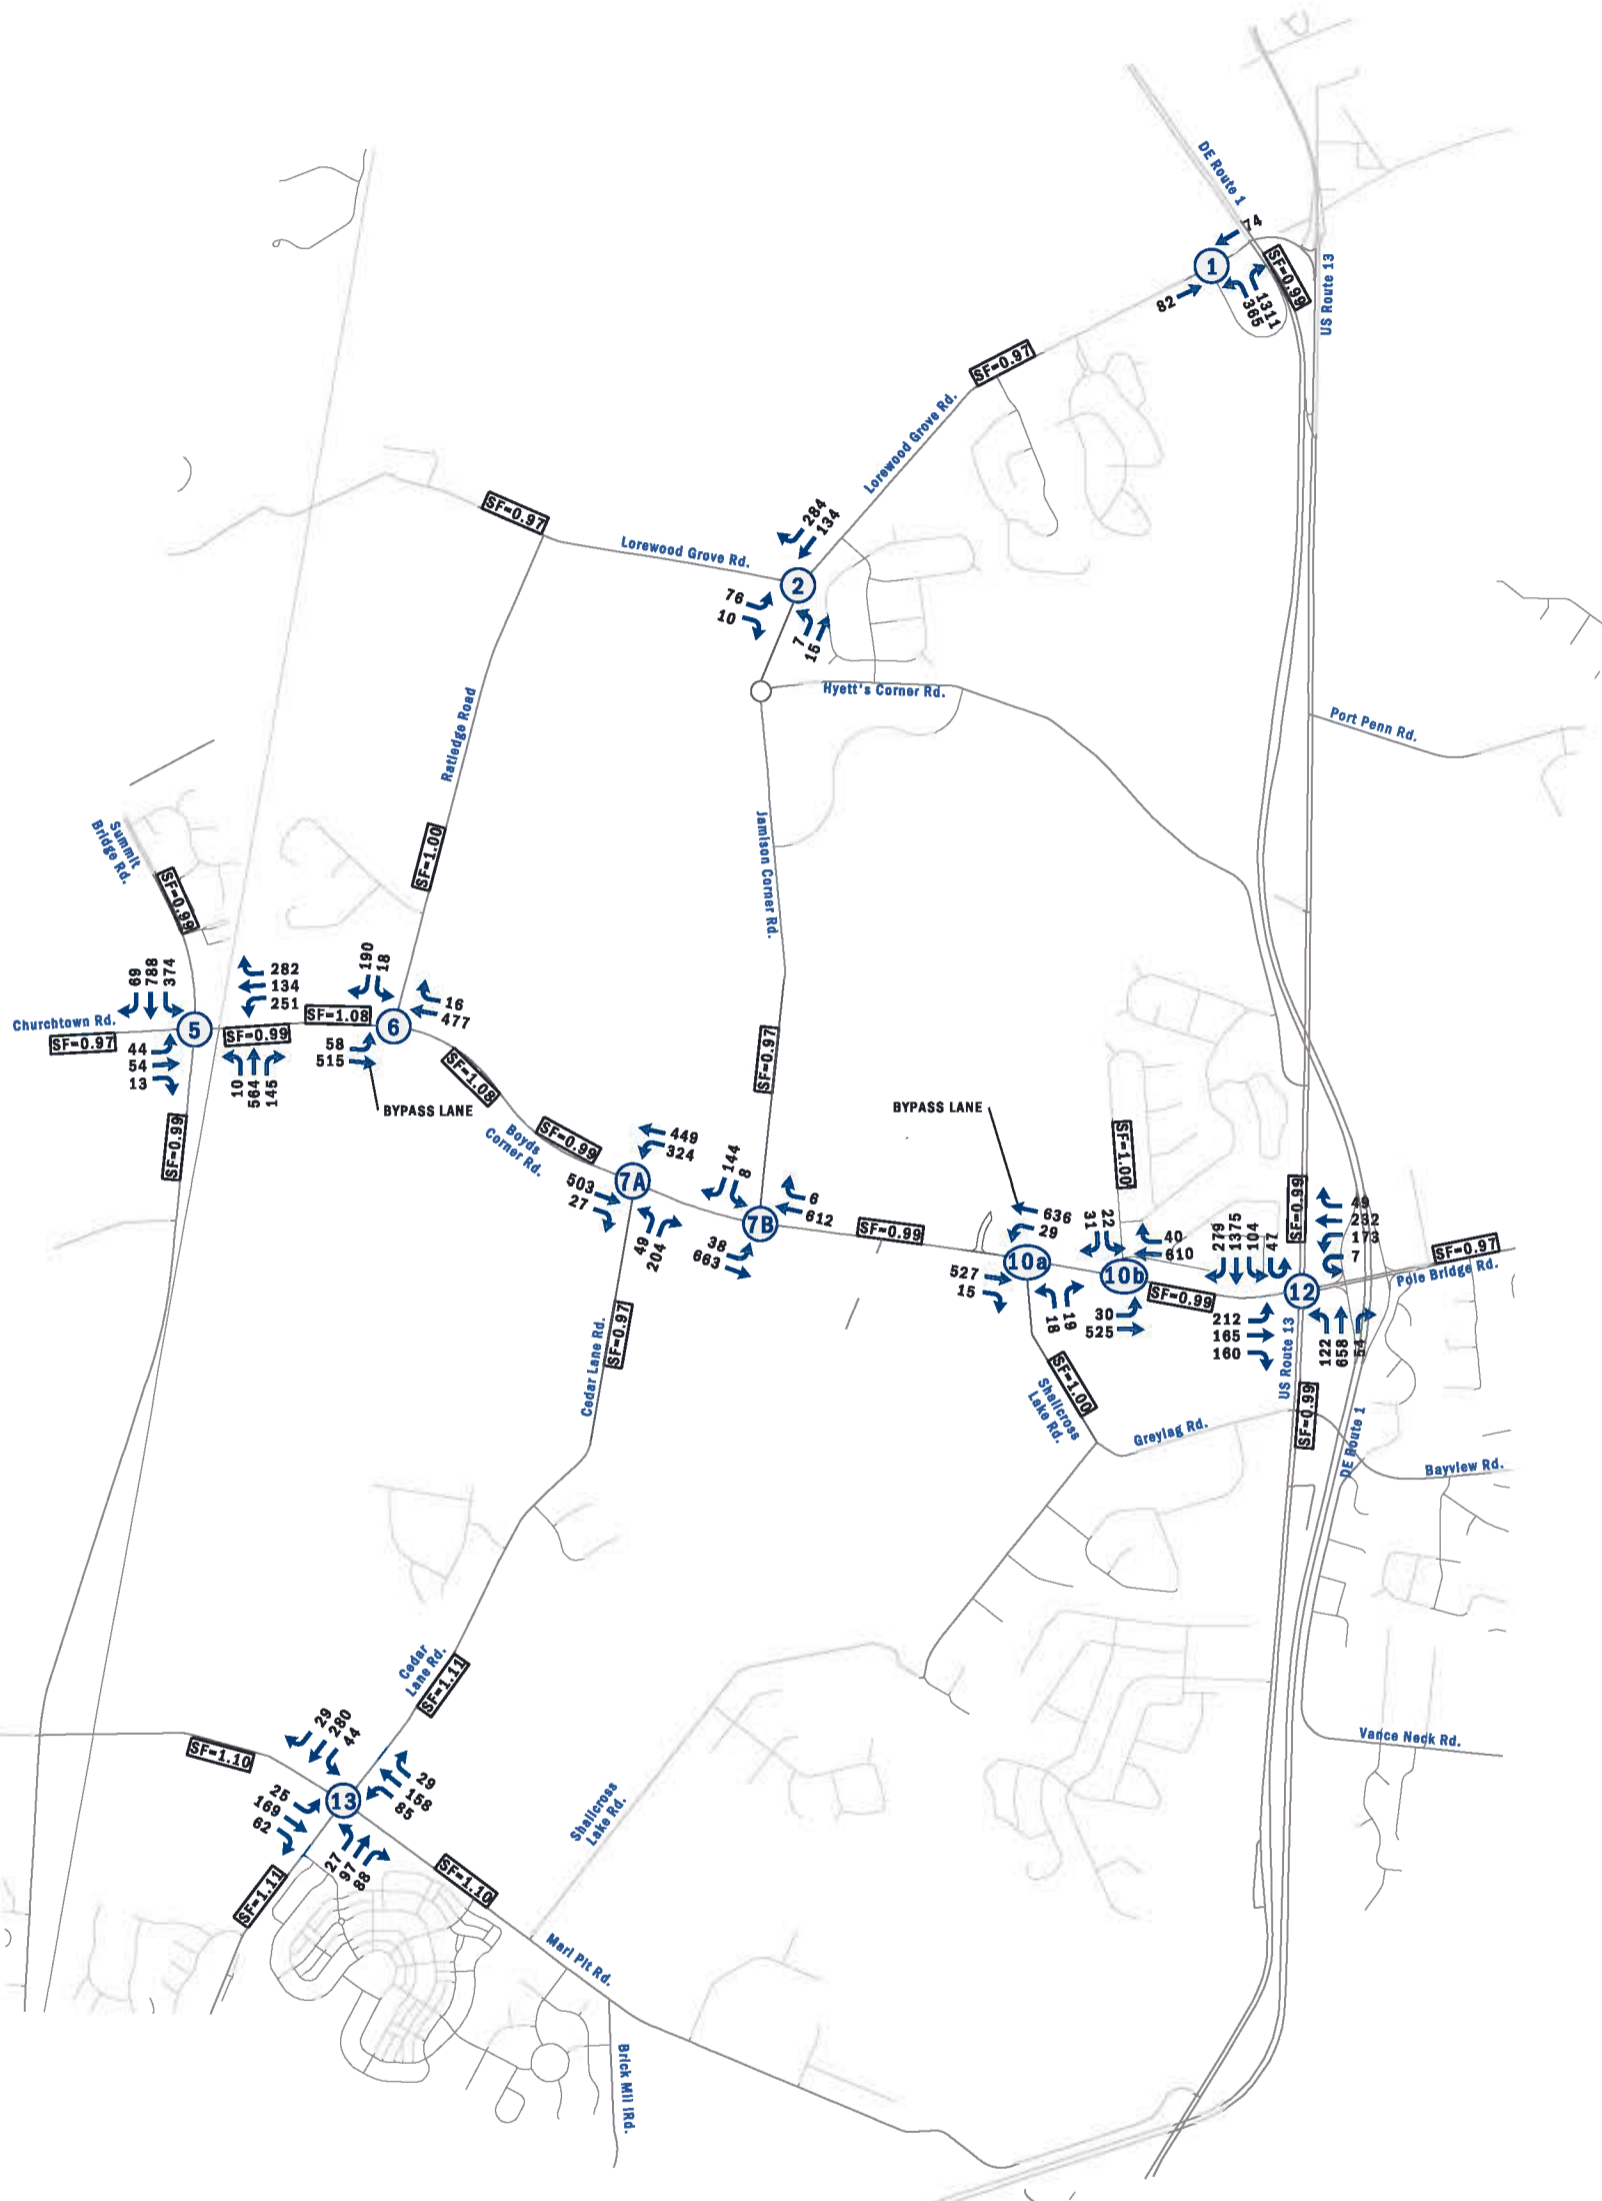 DE Route 1
74
1
SF=0.99
US Route 13
82
1311
365
SF=0.97
Lorewood Grove Rd.
SF=0.97
284
134
Lorewood Grove Rd.
2
76
10
7
15
Hyett's Corner Rd.
Ratledge Road
Port Penn Rd.
Jamison Corner Rd.
Summit
Bridge Rd.
SF=0.99
SF=1.00
69
788
374
282
134
251
190
18
16
477
Churchtown Rd.
SF=0.97
5
SF=0.99
SF=1.08
6
44
54
13
10
564
145
58
515
SF=1.08
BYPASS LANE
SF=0.97
BYPASS LANE
SF=0.99
Boyds
Corner Rd.
SF=0.99
449
324
7A
503
27
49
204
144
8
6
612
7B
38
663
SF=0.99
SF=1.00
636
29
10a
527
15
18
19
31
22
40
610
10b
30
525
SF=0.99
279
1375
104
47
SF=0.99
49
232
173
7
SF=0.97
Pole Bridge Rd.
12
212
165
160
122
658
54
US Route 13
SF=0.99
Cedar Lane Rd.
SF=0.97
SF=1.00
Shallcross
Lake Rd.
Greylag Rd.
DE Route 1
Bayview Rd.
Cedar
Lane Rd.
SF=1.11
29
280
44
SF=1.10
13
25
169
62
29
158
85
27
97
88
SF=1.11
SF=1.10
Shallcross
Lake Rd.
Vance Neck Rd.
Marl Pit Rd.
Brick Mil lRd.